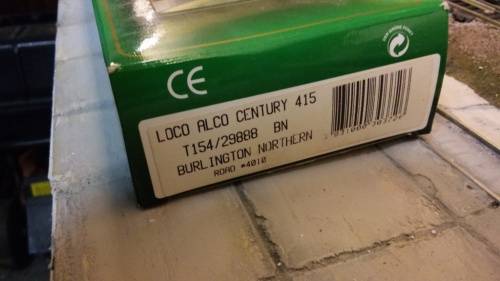 CE
LOCO ALCO CENTURY 415
T154/29888 BN
BURLINGTON NORTHERN
ROAD #4010